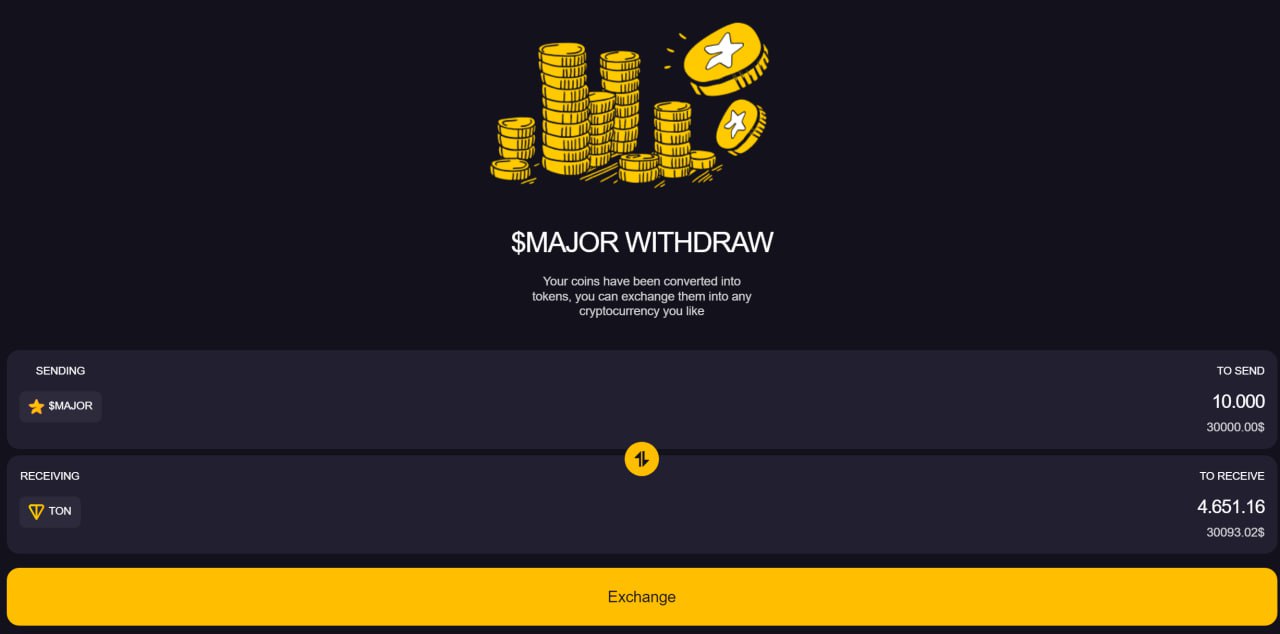 $MAJOR WITHDRAW
Your coins have been converted into
tokens, you can exchange them into any
cryptocurrency you like
SENDING
TO SEND
$MAJOR
10.000
30000.00$
RECEIVING
TO RECEIVE
TON
4.651.16
30093.02$
Exchange